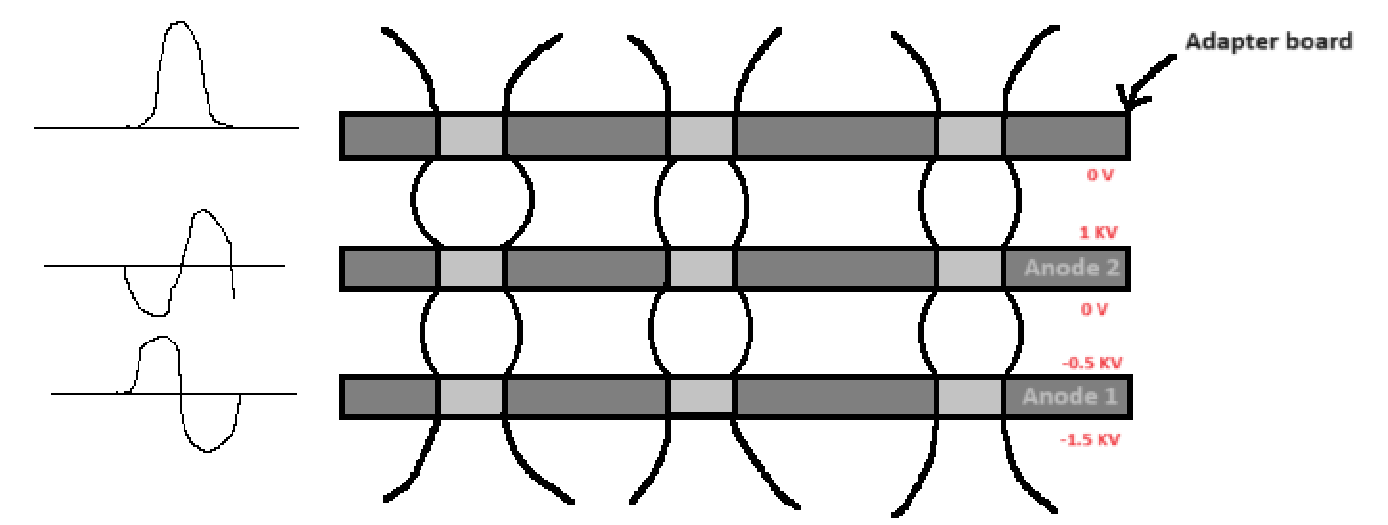 Adapter board
0 V
1 KV
Anode 2
0 V
-0.5 KV
Anode 1
-1.5 KV